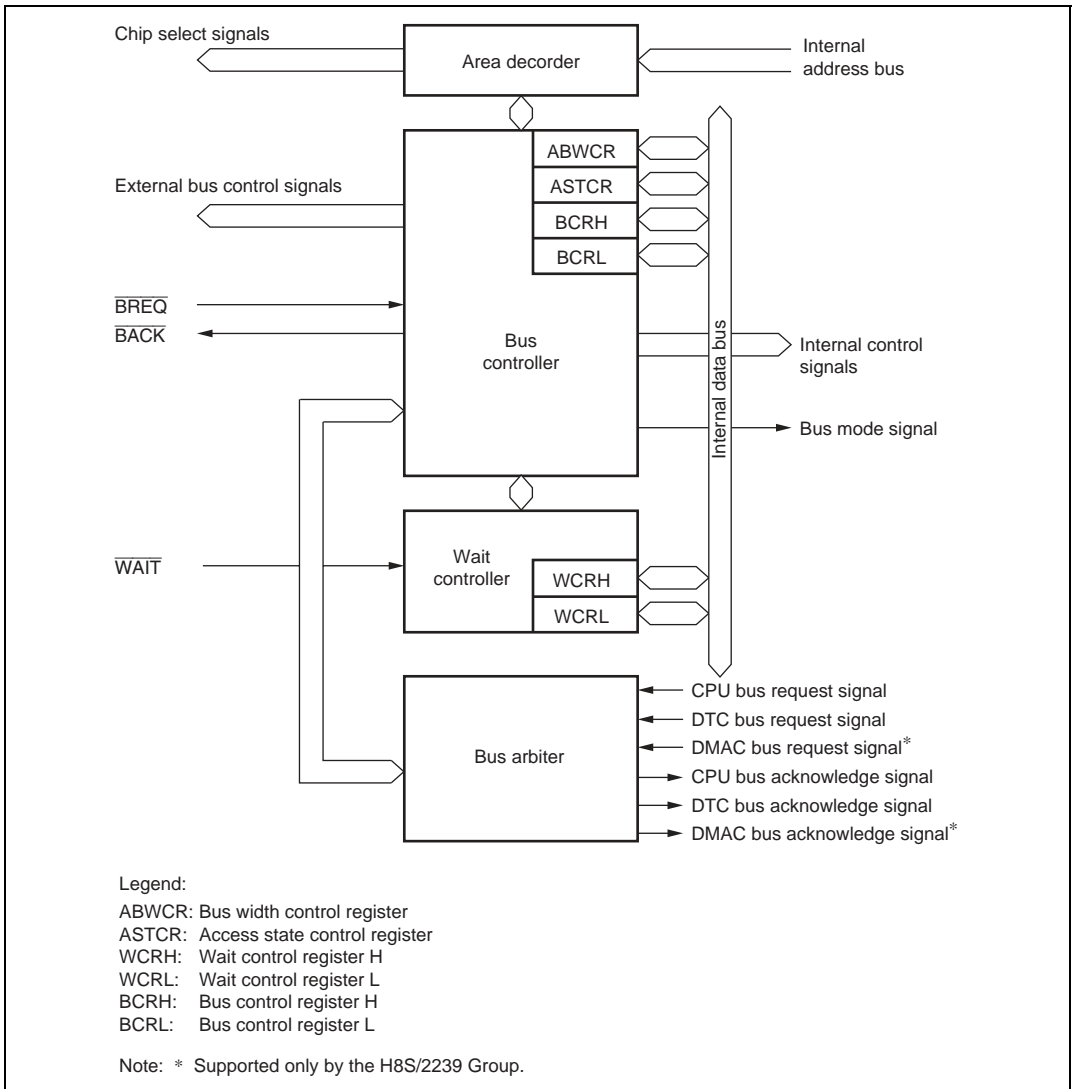 Chip select signals
Area decorder
Internal
address bus
ABWCR
ASTCR
BCRH
BCRL
External bus control signals
BREQ
BACK
Bus
controller
Internal data bus
Internal control
signals
Bus mode signal
WAIT
Wait
controller
WCRH
WCRL
Bus arbiter
CPU bus request signal
DTC bus request signal
DMAC bus request signal*
CPU bus acknowledge signal
DTC bus acknowledge signal
DMAC bus acknowledge signal*
Legend:
ABWCR: Bus width control register
ASTCR: Access state control register
WCRH: Wait control register H
WCRL: Wait control register L
BCRH: Bus control register H
BCRL: Bus control register L
Note: * Supported only by the H8S/2239 Group.